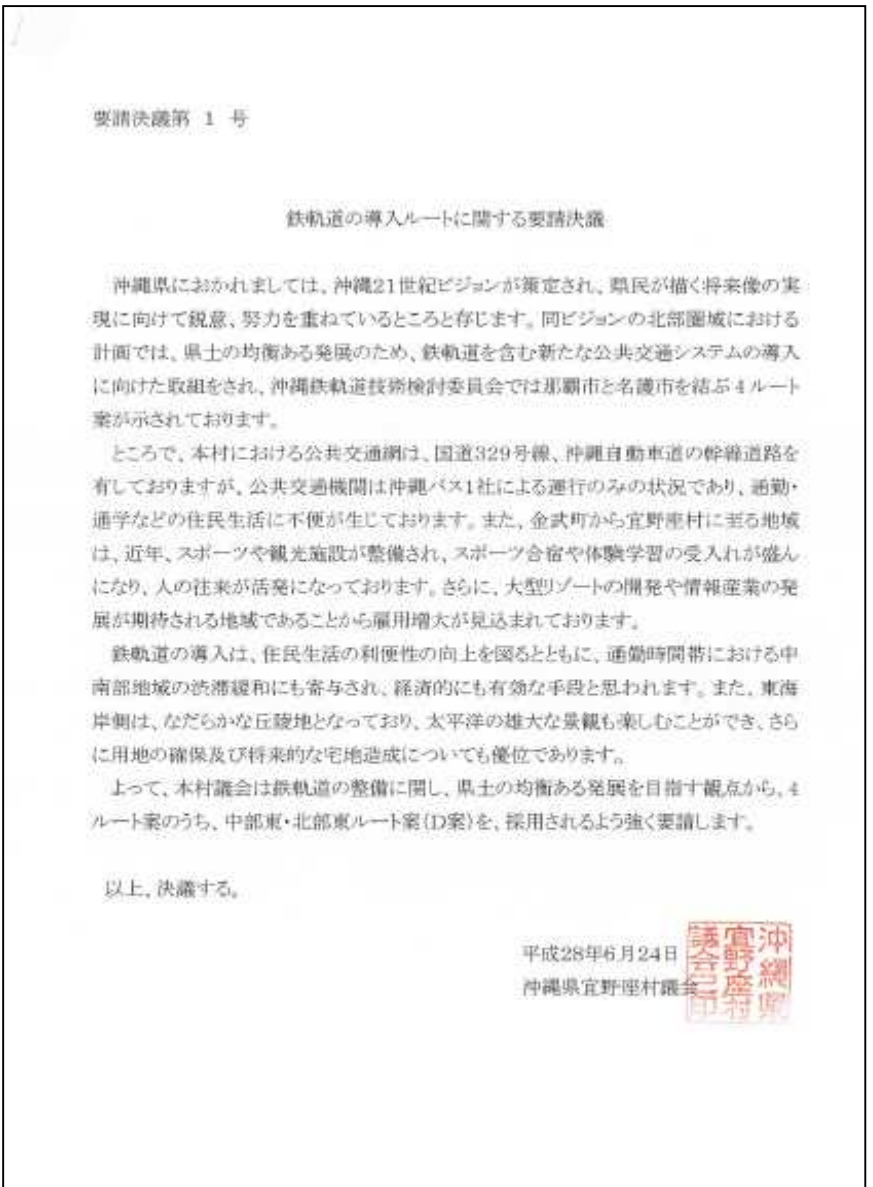 要請決議第 1 号
鉄軌道の導入ルートに関する要請決議
沖縄県におかれましては、沖縄21世紀ビジョンが策定され、県民が描く将来像の実
現に向けて鋭意、努力を重ねているところと存じます。同ビジョンの北部圏域における
計画では、県土の均衡ある発展のため、鉄軌道を含む新たな公共交通システムの導入
に向けた取組をされ、沖縄鉄軌道技術検討委員会では那覇市と名護市を結ぶ4ルート
案が示されております。
ところで、本村における公共交通網は、国道329号線、沖縄自動車道の幹線道路を
有しておりますが、公共交通機関は沖縄バス1社による運行のみの状況であり、通勤・
通学などの住民生活に不便が生じております。また、金武町から宜野座村に至る地域
は、近年、スポーツや観光施設が整備され、スポーツ合宿や体験学習の受入れが盛ん
になり、人の往来が活発になっております。さらに、大型リゾートの開発や情報産業の発
展が期待される地域であることから雇用増大が見込まれております。
鉄軌道の導入は、住民生活の利便性の向上を図るとともに、通勤時間帯における中
南部地域の渋滞緩和にも寄与され、経済的にも有効な手段と思われます。また、東海
岸側は、なだらかな丘陵地となっており、太平洋の雄大な景観も楽しむことができ、さら
に用地の確保及び将来的な宅地造成についても優位であります。
よって、本村議会は鉄軌道の整備に関し、県土の均衡ある発展を目指す観点から、4
ルート案のうち、中部東・北部東ルート案(D案)を、採用されるよう強く要請します。
以上、決議する。
平成28年6月24日
沖縄県宜野座村議会
沖縄県
宜野座村
議会之印